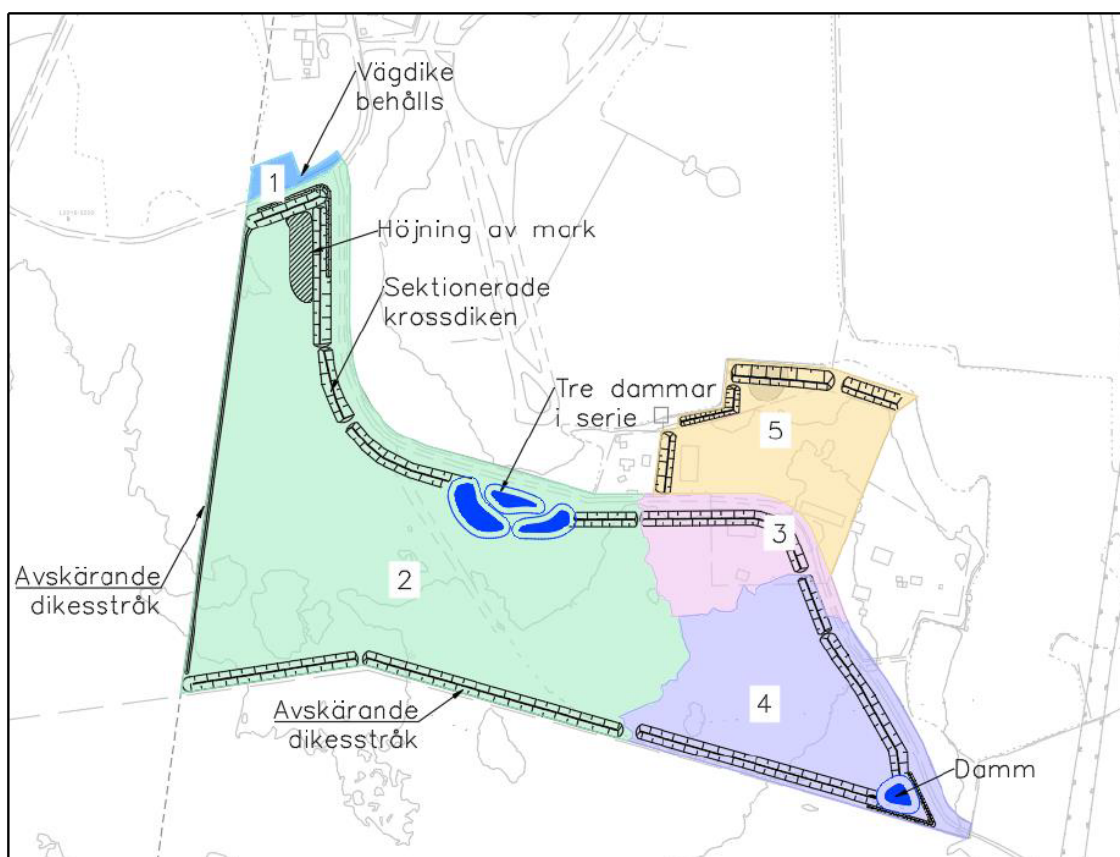 Vägdike
behålls
1
Höjning av mark
Sektionerade
krossdiken
Tre dammar
i serie
5
3
Avskärande
dikesstråk
2
4
Avskärande
dikesstråk
Damm